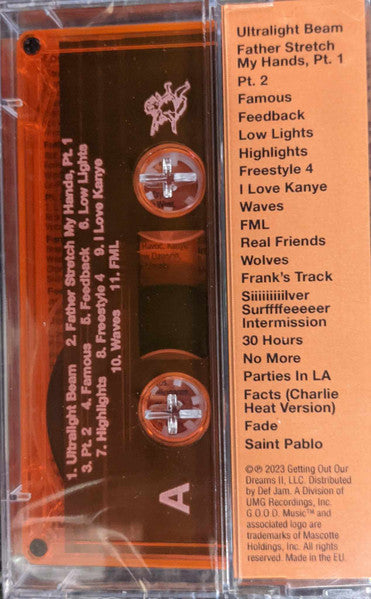 1. Ultralight Beam 2. Father Stretch My Hands, Pt. 1
3. Pt. 2 4. Famous 5. Feedback 6. Low Lights
7. Highlights 8. Freestyle 4 9. I Love Kanye
10. Waves 11. FML
A
Ultralight Beam
Father Stretch
My Hands, Pt. 1
Pt. 2
Famous
Feedback
Low Lights
Highlights
Freestyle 4
I Love Kanye
Waves
FML
Real Friends
Wolves
Frank's Track
Siiiiiiiiilver
Surffffeeeeer
Intermission
30 Hours
No More
Parties In LA
Facts (Charlie
Heat Version)
Fade
Saint Pablo
©℗ 2023 Getting Out Our
Dreams II, LLC. Distributed
by Def Jam. A Division of
UMG Recordings, Inc.
G.O.O.D. Music™ and
associated logo are
trademarks of Mascotte
Holdings, Inc. All rights
reserved. Made in the EU.